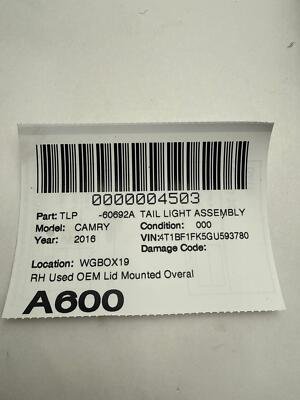 0000004503
Part: TLP -60692A TAIL LIGHT ASSEMBLY
Model: CAMRY Condition: 000
Year: 2016 VIN:4T1BF1FK5GU593780
Damage Code:
Location: WGBOX19
RH Used OEM Lid Mounted Overal
A600